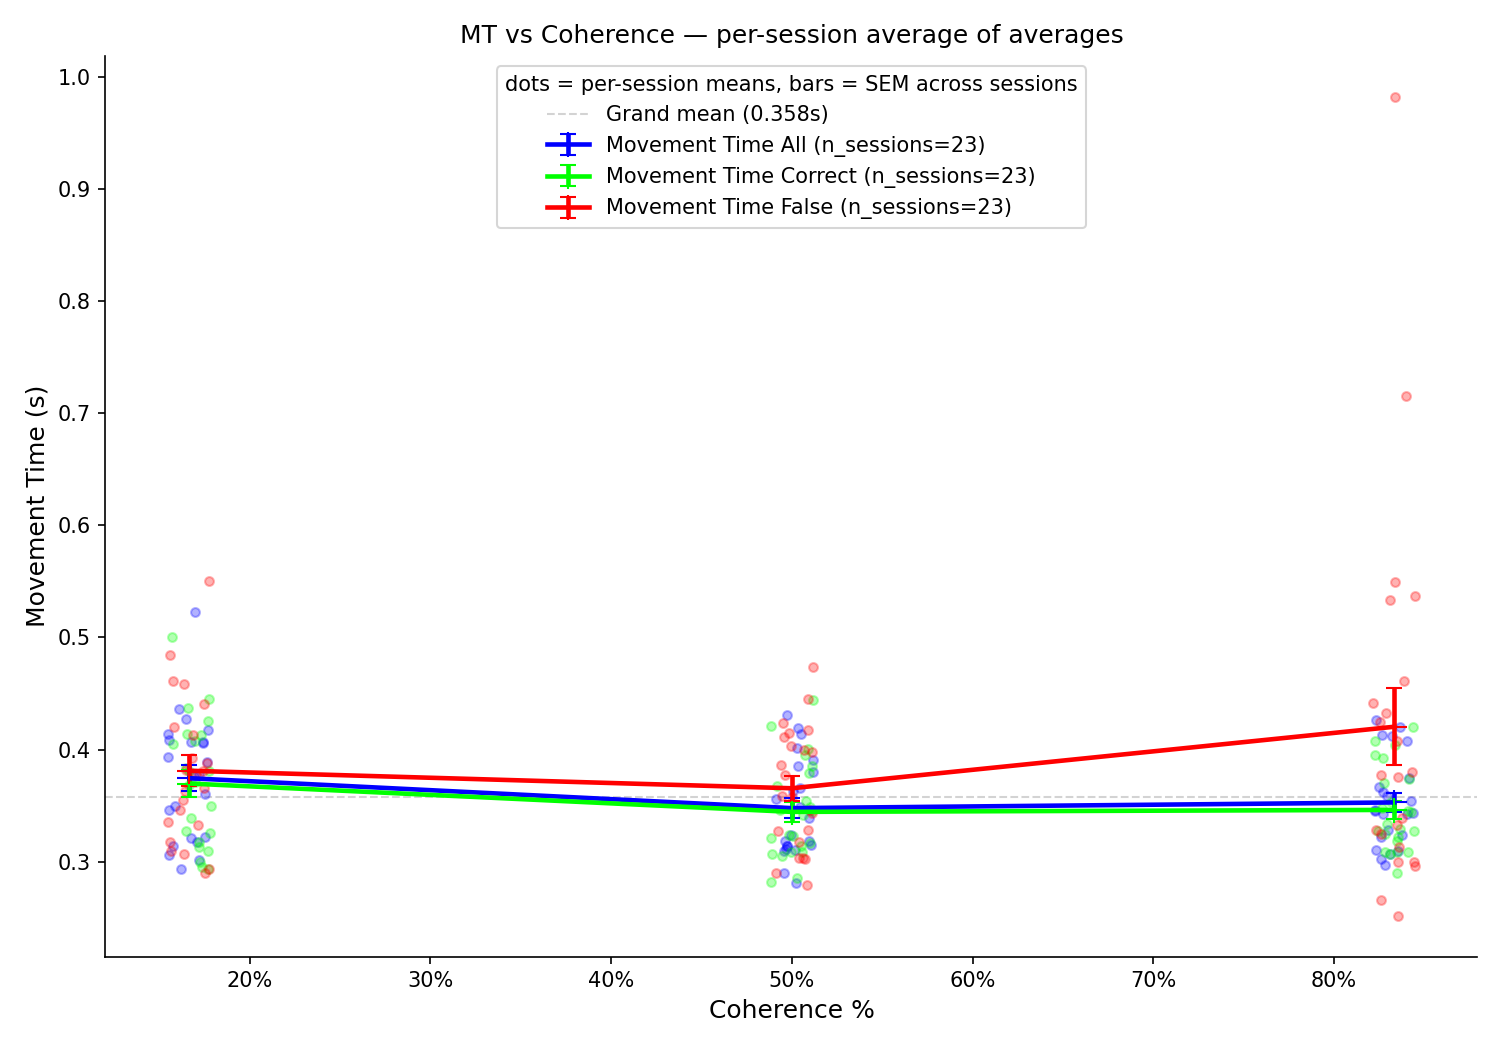 MT vs Coherence — per-session average of averages
dots = per-session means, bars = SEM across sessions
Grand mean (0.358s)
Movement Time All (n_sessions=23)
Movement Time Correct (n_sessions=23)
Movement Time False (n_sessions=23)
Movement Time (s)
1.0
0.9
0.8
0.7
0.6
0.5
0.4
0.3
20%
30%
40%
50%
60%
70%
80%
Coherence %